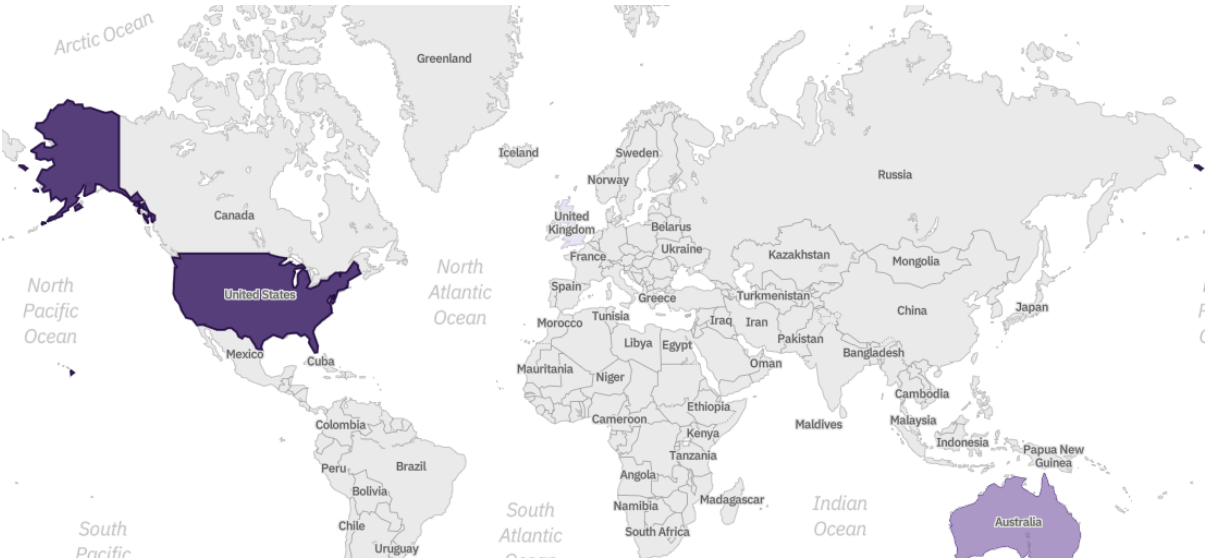 Arctic Ocean
Greenland
Iceland
Sweden
Norway
Russia
Canada
United
Kingdom
Belarus
Ukraine
France
Kazakhstan
Mongolia
North
Pacific
Ocean
United States
North
Atlantic
Ocean
Spain
Greece
Turkmenistan
China
Japan
Morocco
Tunisia
Iraq
Iran
Pakistan
Mexico
Cuba
Libya
Egypt
Bangladesh
Mauritania
Niger
Oman
Cambodia
Colombia
Cameroon
Ethiopia
Kenya
Maldives
Malaysia
Indonesia
Papua New
Guinea
Peru
Brazil
Tanzania
Angola
Bolivia
Namibia
Madagascar
Chile
South
Atlantic
Ocean
Indian
Ocean
Australia
South
Pacific
South Africa
Uruguay